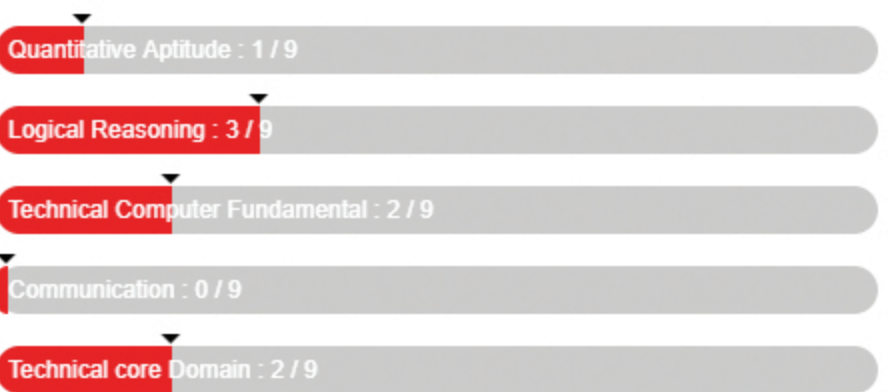 Quantitative Aptitude : 1 / 9
Logical Reasoning : 3 / 9
Technical Computer Fundamental : 2 / 9
Communication : 0 / 9
Technical core Domain : 2 / 9